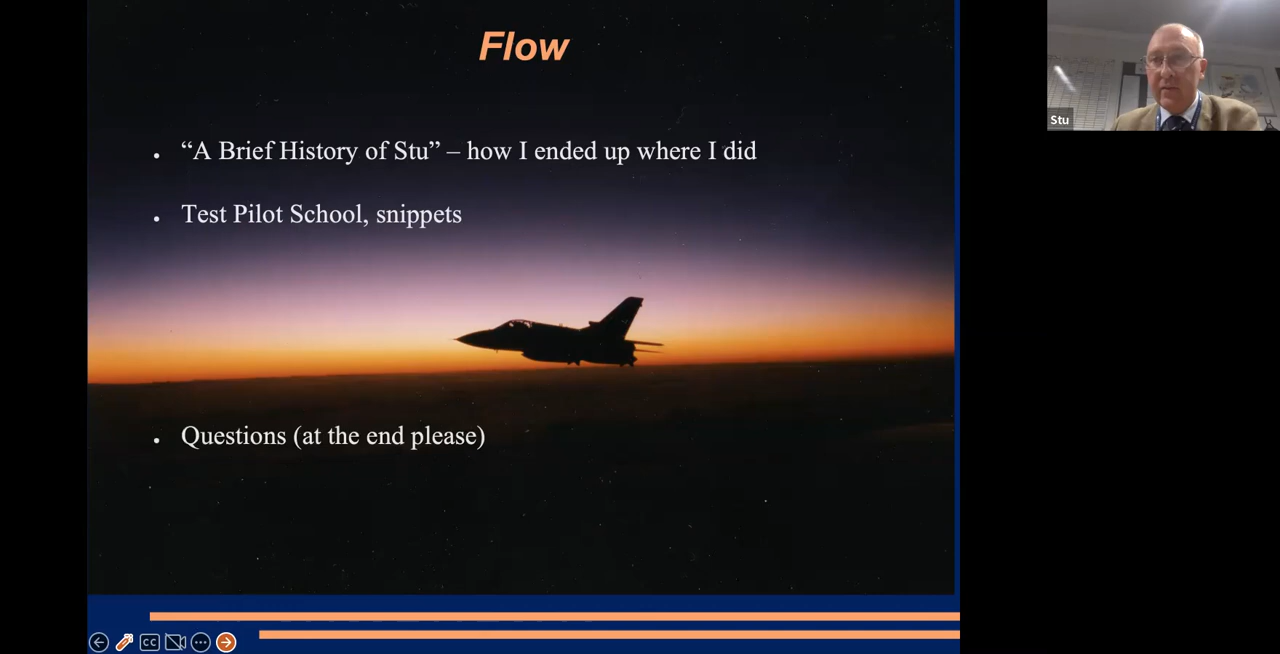 Flow
“A Brief History of Stu” – how I ended up where I did
Test Pilot School, snippets
Questions (at the end please)
Stu
CC